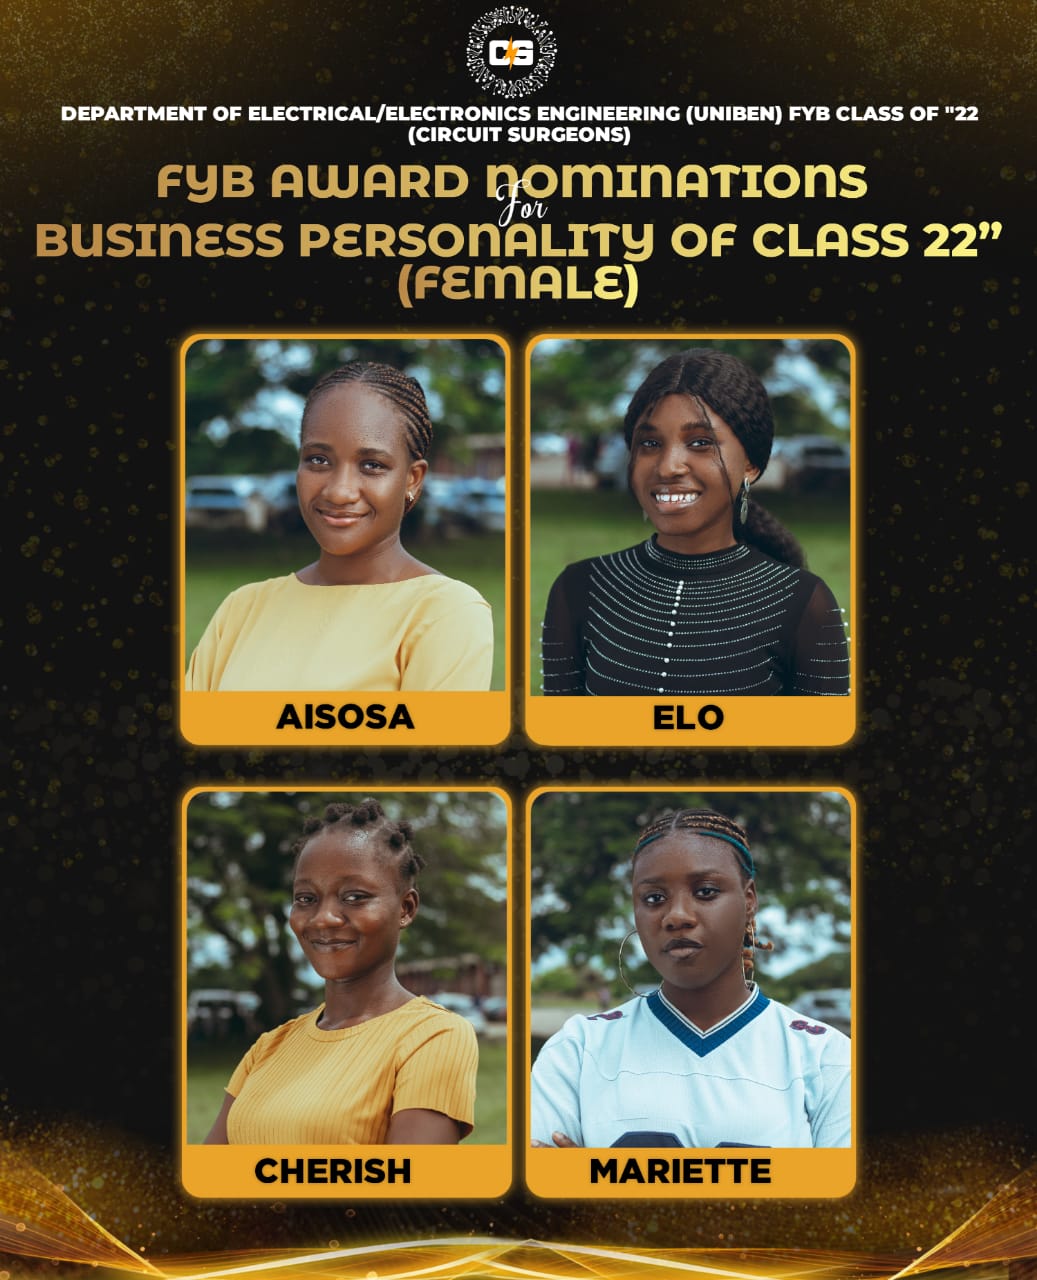 CS
DEPARTMENT OF ELECTRICAL/ELECTRONICS ENGINEERING (UNIBEN) FYB CLASS OF "22
(CIRCUIT SURGEONS)
FYB AWARD NOMINATIONS
For
BUSINESS PERSONALITY OF CLASS 22”
(FEMALE)
AISOSA
ELO
CHERISH
MARIETTE